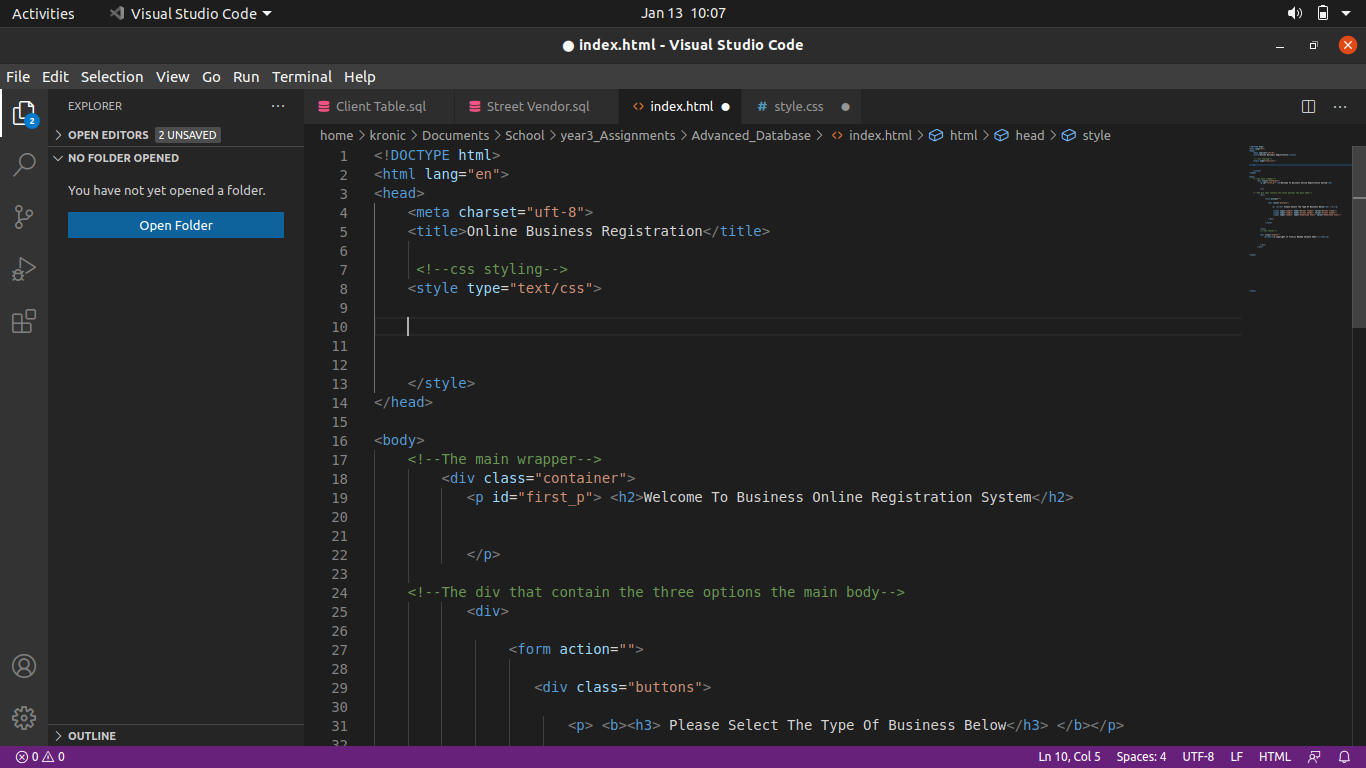 Activities Visual Studio Code Jan 13 10:07
● index.html - Visual Studio Code
File Edit Selection View Go Run Terminal Help
EXPLORER ··· Client Table.sql Street Vendor.sql index.html ● # style.css ● ···
2
OPEN EDITORS 2 UNSAVED
home > kronic > Documents > School > year3_Assignments > Advanced_Database > index.html > html > head > style
NO FOLDER OPENED
You have not yet opened a folder.
Open Folder
1 <!DOCTYPE html>
2 <html lang="en">
3 <head>
4 <meta charset="uft-8">
5 <title>Online Business Registration</title>
6
7 <!--css styling-->
8 <style type="text/css">
9
10
11
12
13 </style>
14 </head>
15
16 <body>
17 <!--The main wrapper-->
18 <div class="container">
19 <p id="first_p"> <h2>Welcome To Business Online Registration System</h2>
20
21
22 </p>
23
24 <!--The div that contain the three options the main body-->
25 <div>
26
27 <form action="">
28
29 <div class="buttons">
30
31 <p> <b><h3> Please Select The Type Of Business Below</h3> </b></p>
32
OUTLINE
0 0 Ln 10, Col 5 Spaces: 4 UTF-8 LF HTML